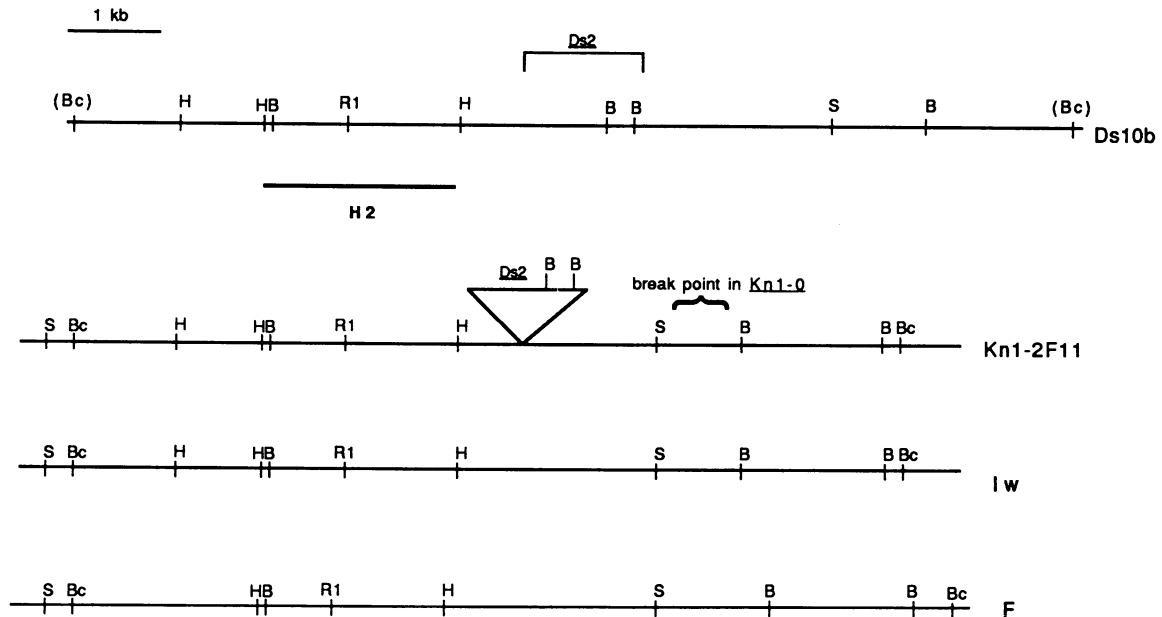 1 kb
Ds2
(Bc) H HB R1 H B B S B (Bc)
Ds10b
H2
Ds2 B B
break point in Kn1-0
S Bc H HB R1 H S B B Bc
Kn1-2F11
S Bc H HB R1 H S B B Bc
Iw
S Bc HB R1 H S B B Bc
F